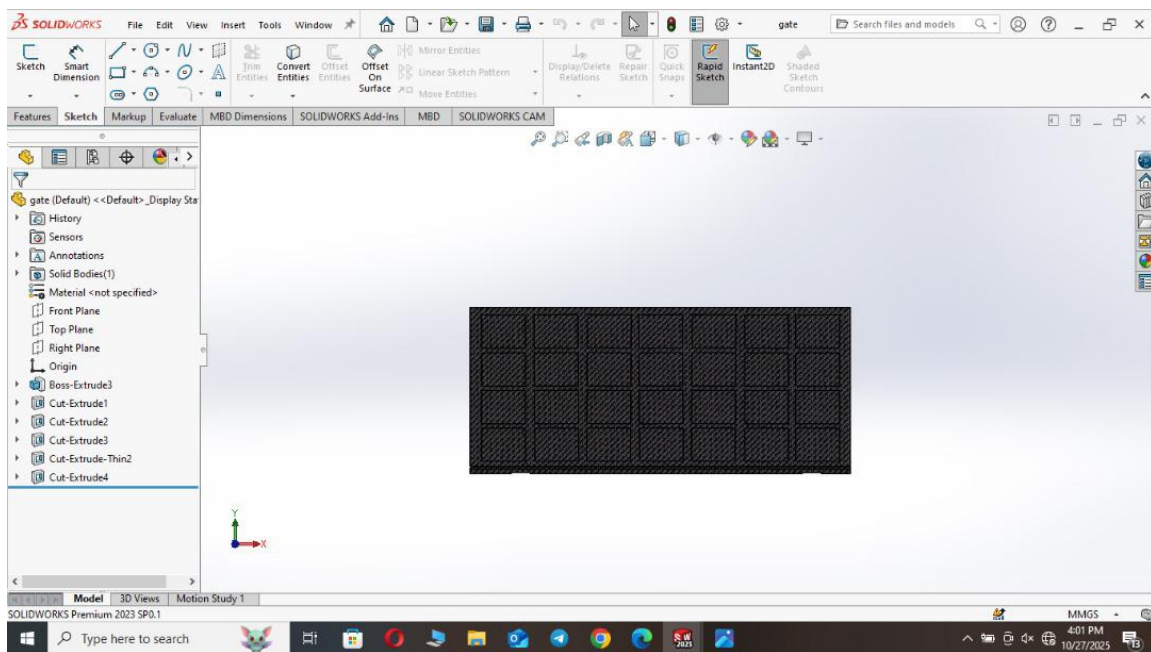 SOLIDWORKS File Edit View Insert Tools Window gate Search files and models
Sketch Smart Dimension Trim Entities Convert Entities Offset Entities Offset On Surface Mirror Entities Linear Sketch Pattern Move Entities Display/Delete Relations Repair Sketch Quick Snaps Rapid Sketch Instant2D Shaded Sketch Contours
Features Sketch Markup Evaluate MBD Dimensions SOLIDWORKS Add-Ins MBD SOLIDWORKS CAM
gate (Default) <<Default>_Display Sta
History
Sensors
Annotations
Solid Bodies(1)
Material <not specified>
Front Plane
Top Plane
Right Plane
Origin
Boss-Extrude3
Cut-Extrude1
Cut-Extrude2
Cut-Extrude3
Cut-Extrude-Thin2
Cut-Extrude4
Y
X
Model 3D Views Motion Study 1
SOLIDWORKS Premium 2023 SP0.1 MMGS
Type here to search 4:01 PM
10/27/2025